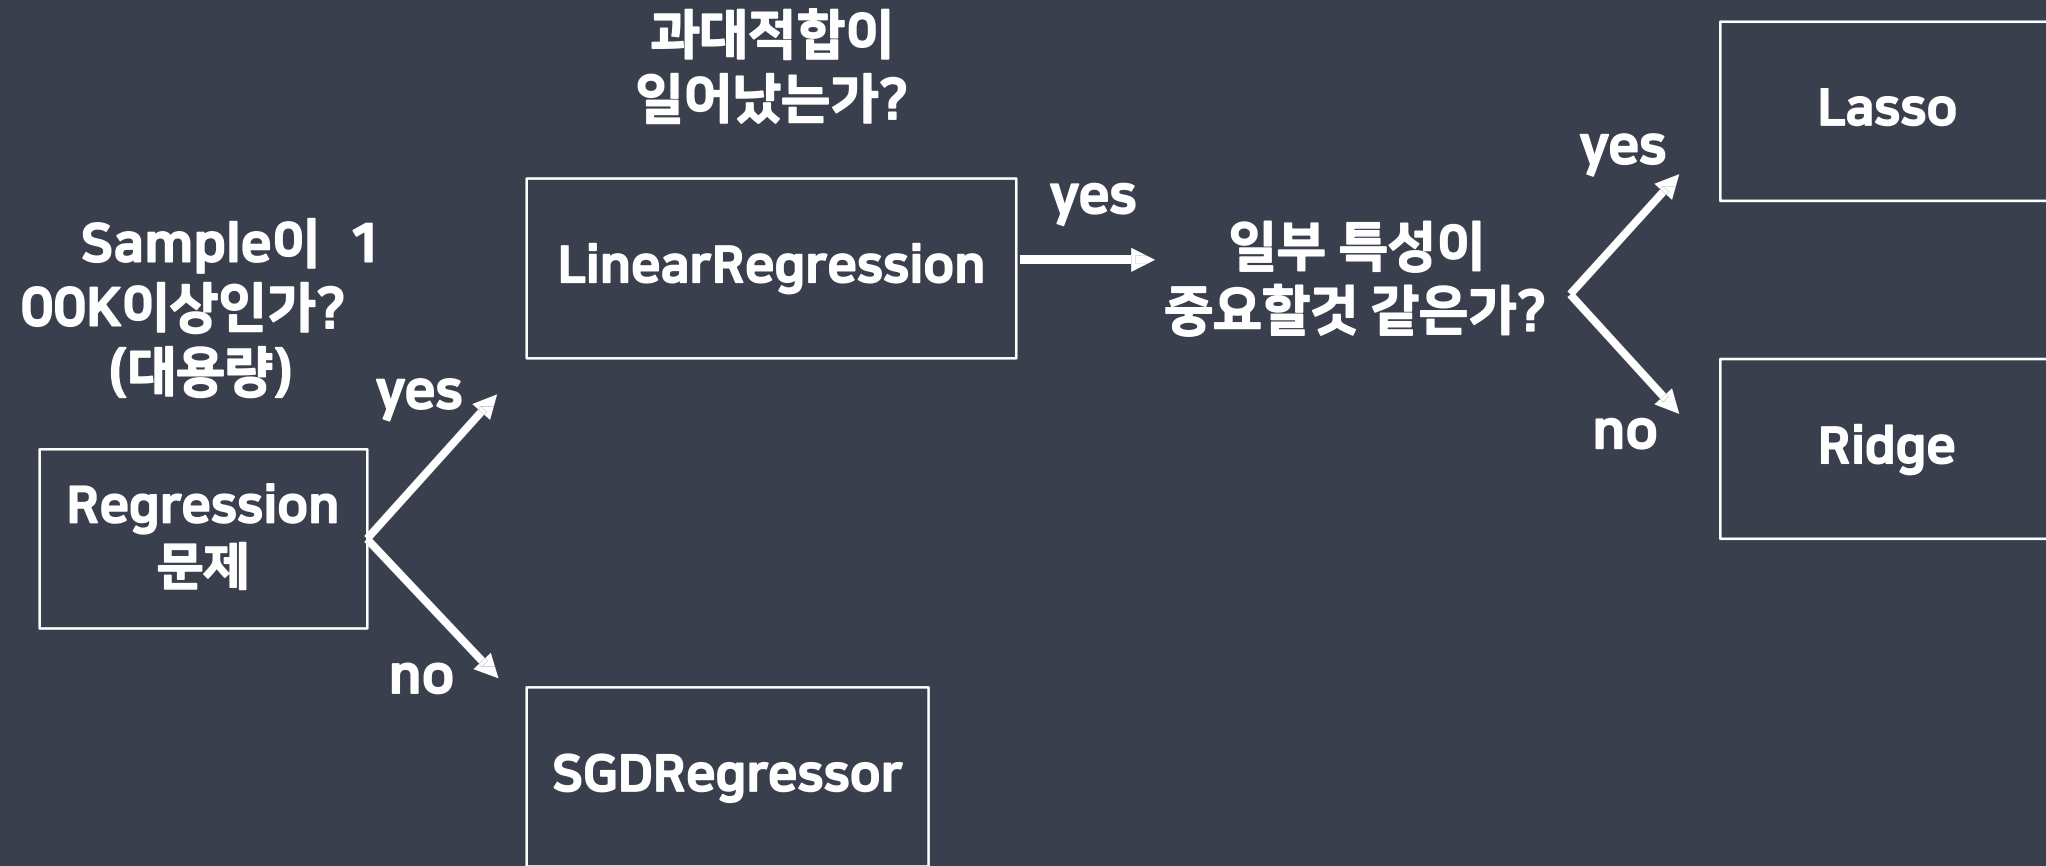 과대적합이
일어났는가?
Sample이 1
00K이상인가?
(대용량)
yes
Regression
문제
no
LinearRegression
yes
SGDRegressor
일부 특성이
중요할것 같은가?
yes
no
Lasso
Ridge